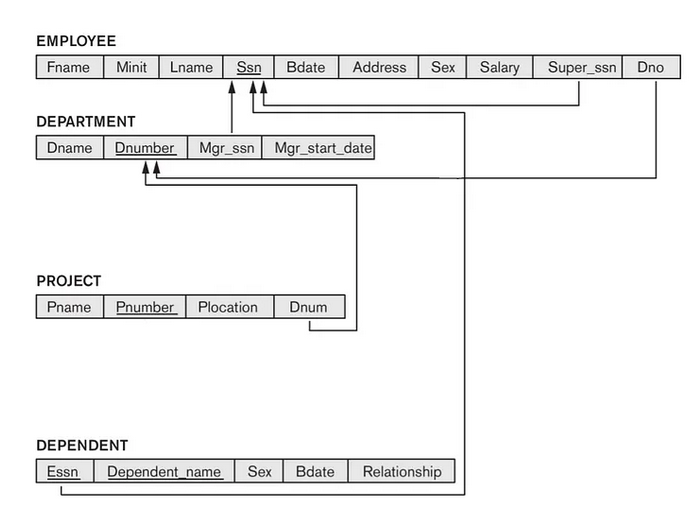 EMPLOYEE
Fname Minit Lname Ssn Bdate Address Sex Salary Super_ssn Dno
DEPARTMENT
Dname Dnumber Mgr_ssn Mgr_start_date
PROJECT
Pname Pnumber Plocation Dnum
DEPENDENT
Essn Dependent_name Sex Bdate Relationship